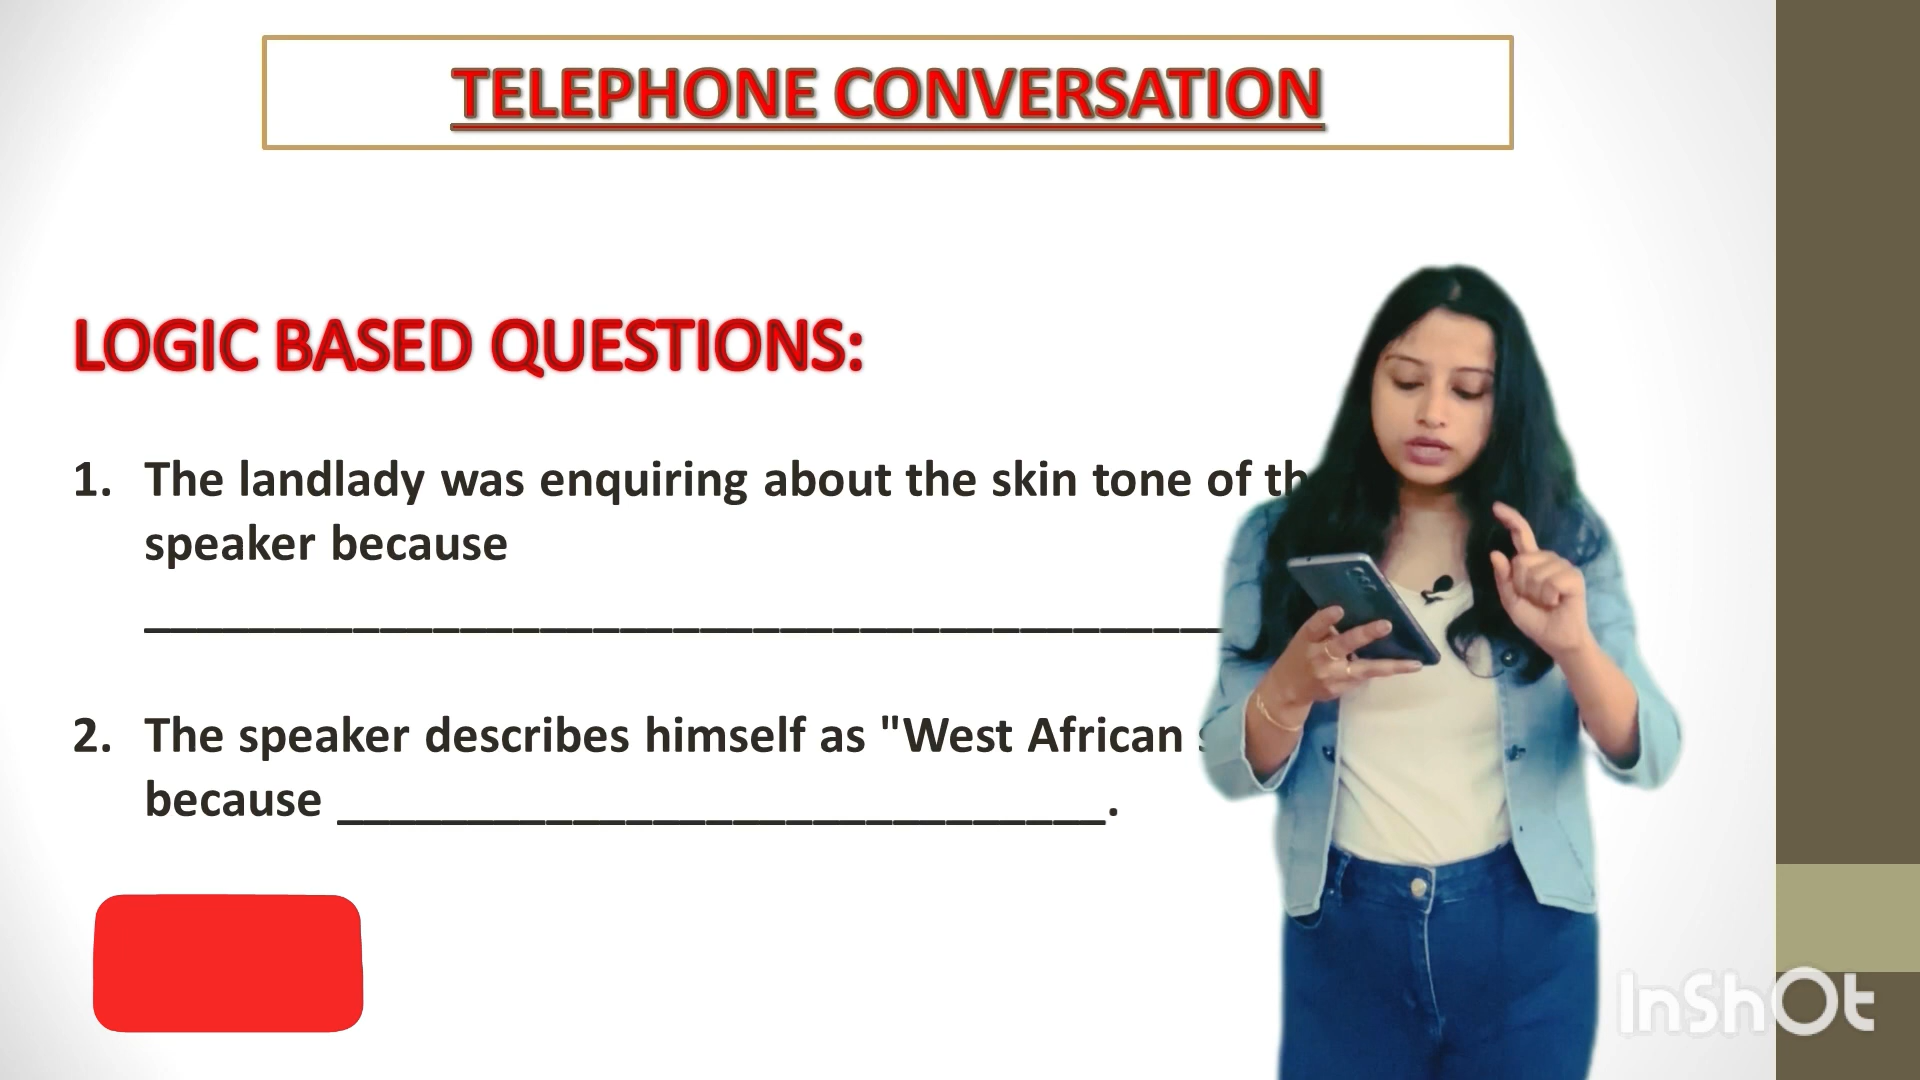 TELEPHONE CONVERSATION
LOGIC BASED QUESTIONS:
1. The landlady was enquiring about the skin tone of
speaker because
________________________________________
2. The speaker describes himself as "West African
because _____________________________.
InShOt